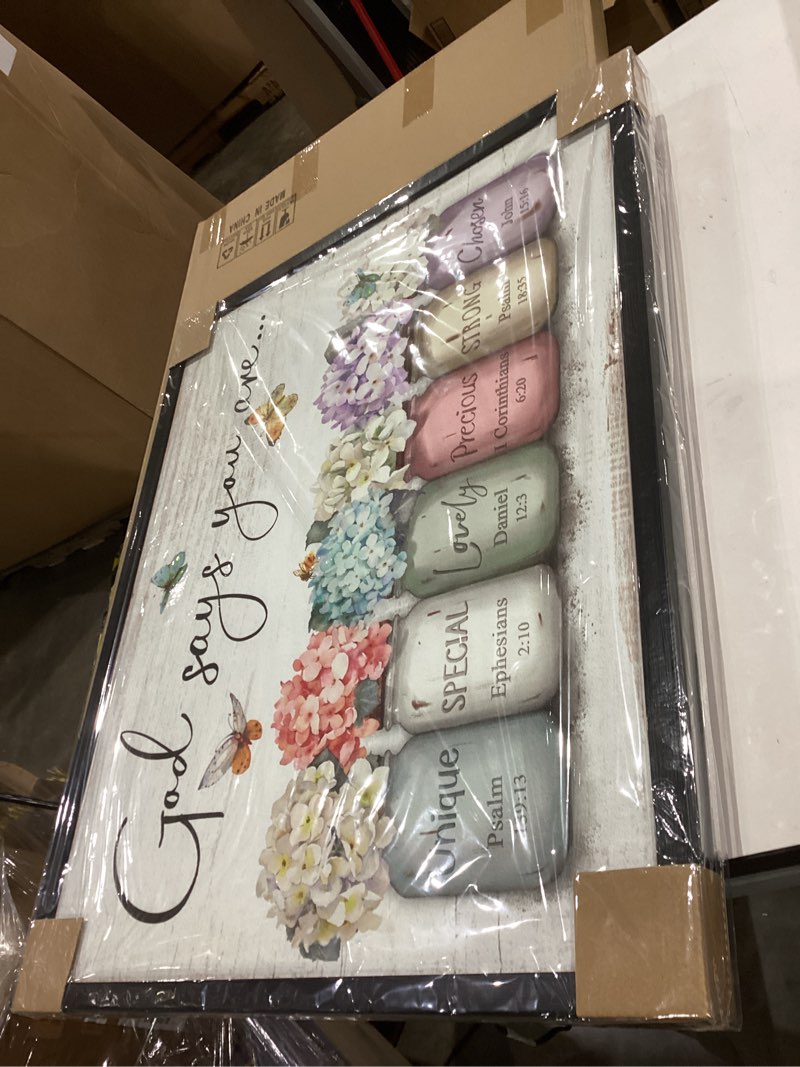 God says you are...
Unique
Psalm
139:13
SPECIAL
Ephesians
2:10
Lovely
Daniel
12:3
Precious
1 Corinthians
6:20
STRONG
Psalm
18:35
Chosen
John
15:16
MADE IN CHINA